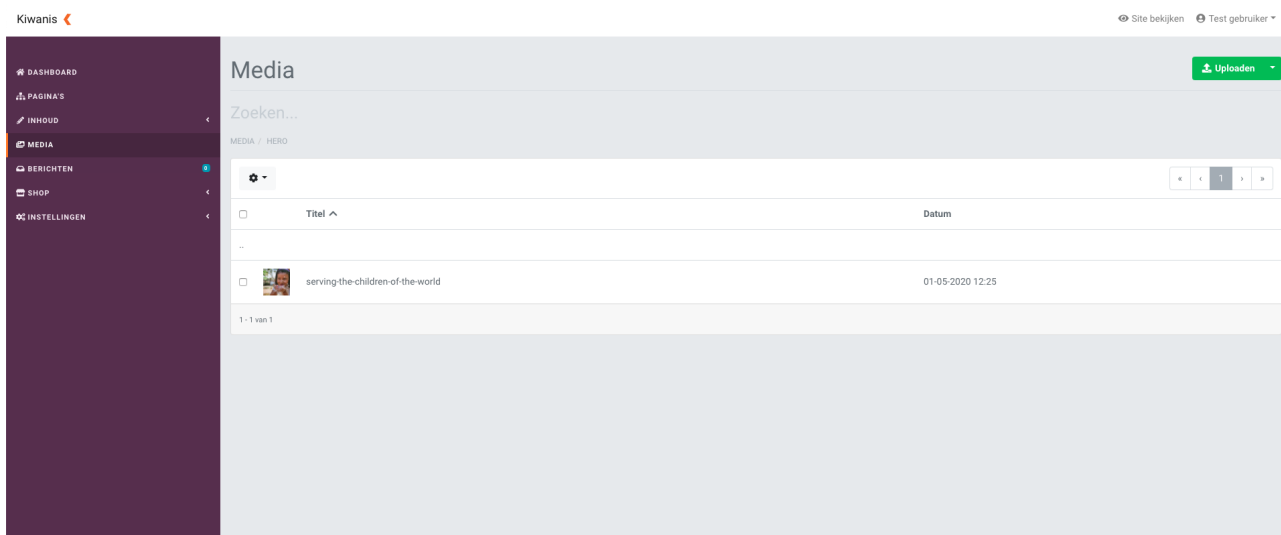 Kiwanis
Site bekijken
Test gebruiker
DASHBOARD
PAGINA'S
INHOUD
MEDIA
BERICHTEN
SHOP
INSTELLINGEN
Media
Uploaden
Zoeken...
MEDIA / HERO
« ‹ 1 › »
Titel Datum
..
serving-the-children-of-the-world 01-05-2020 12:25
1 - 1 van 1